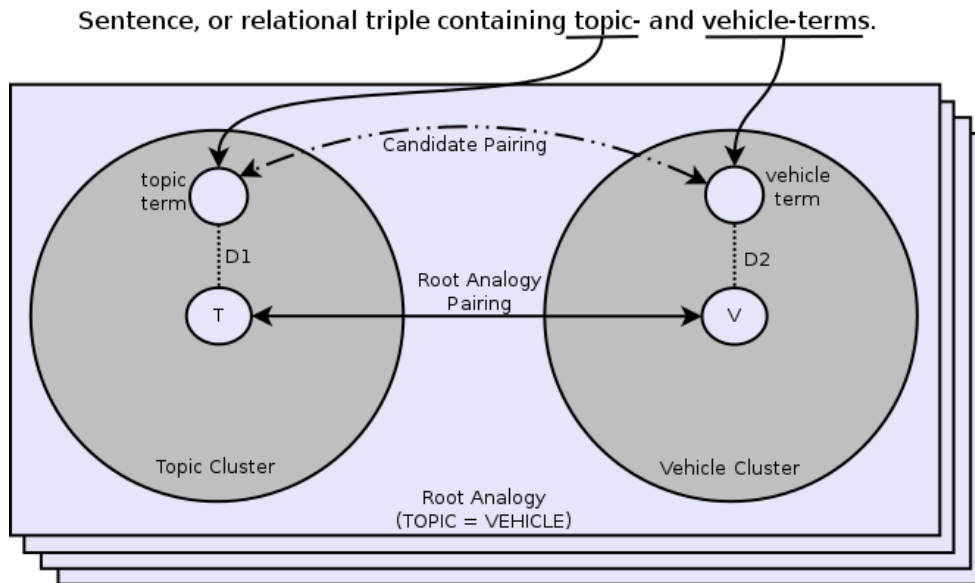 Sentence, or relational triple containing topic- and vehicle-terms.
Candidate Pairing
topic
term
vehicle
term
D1
D2
Root Analogy
Pairing
T
V
Topic Cluster
Vehicle Cluster
Root Analogy
(TOPIC = VEHICLE)